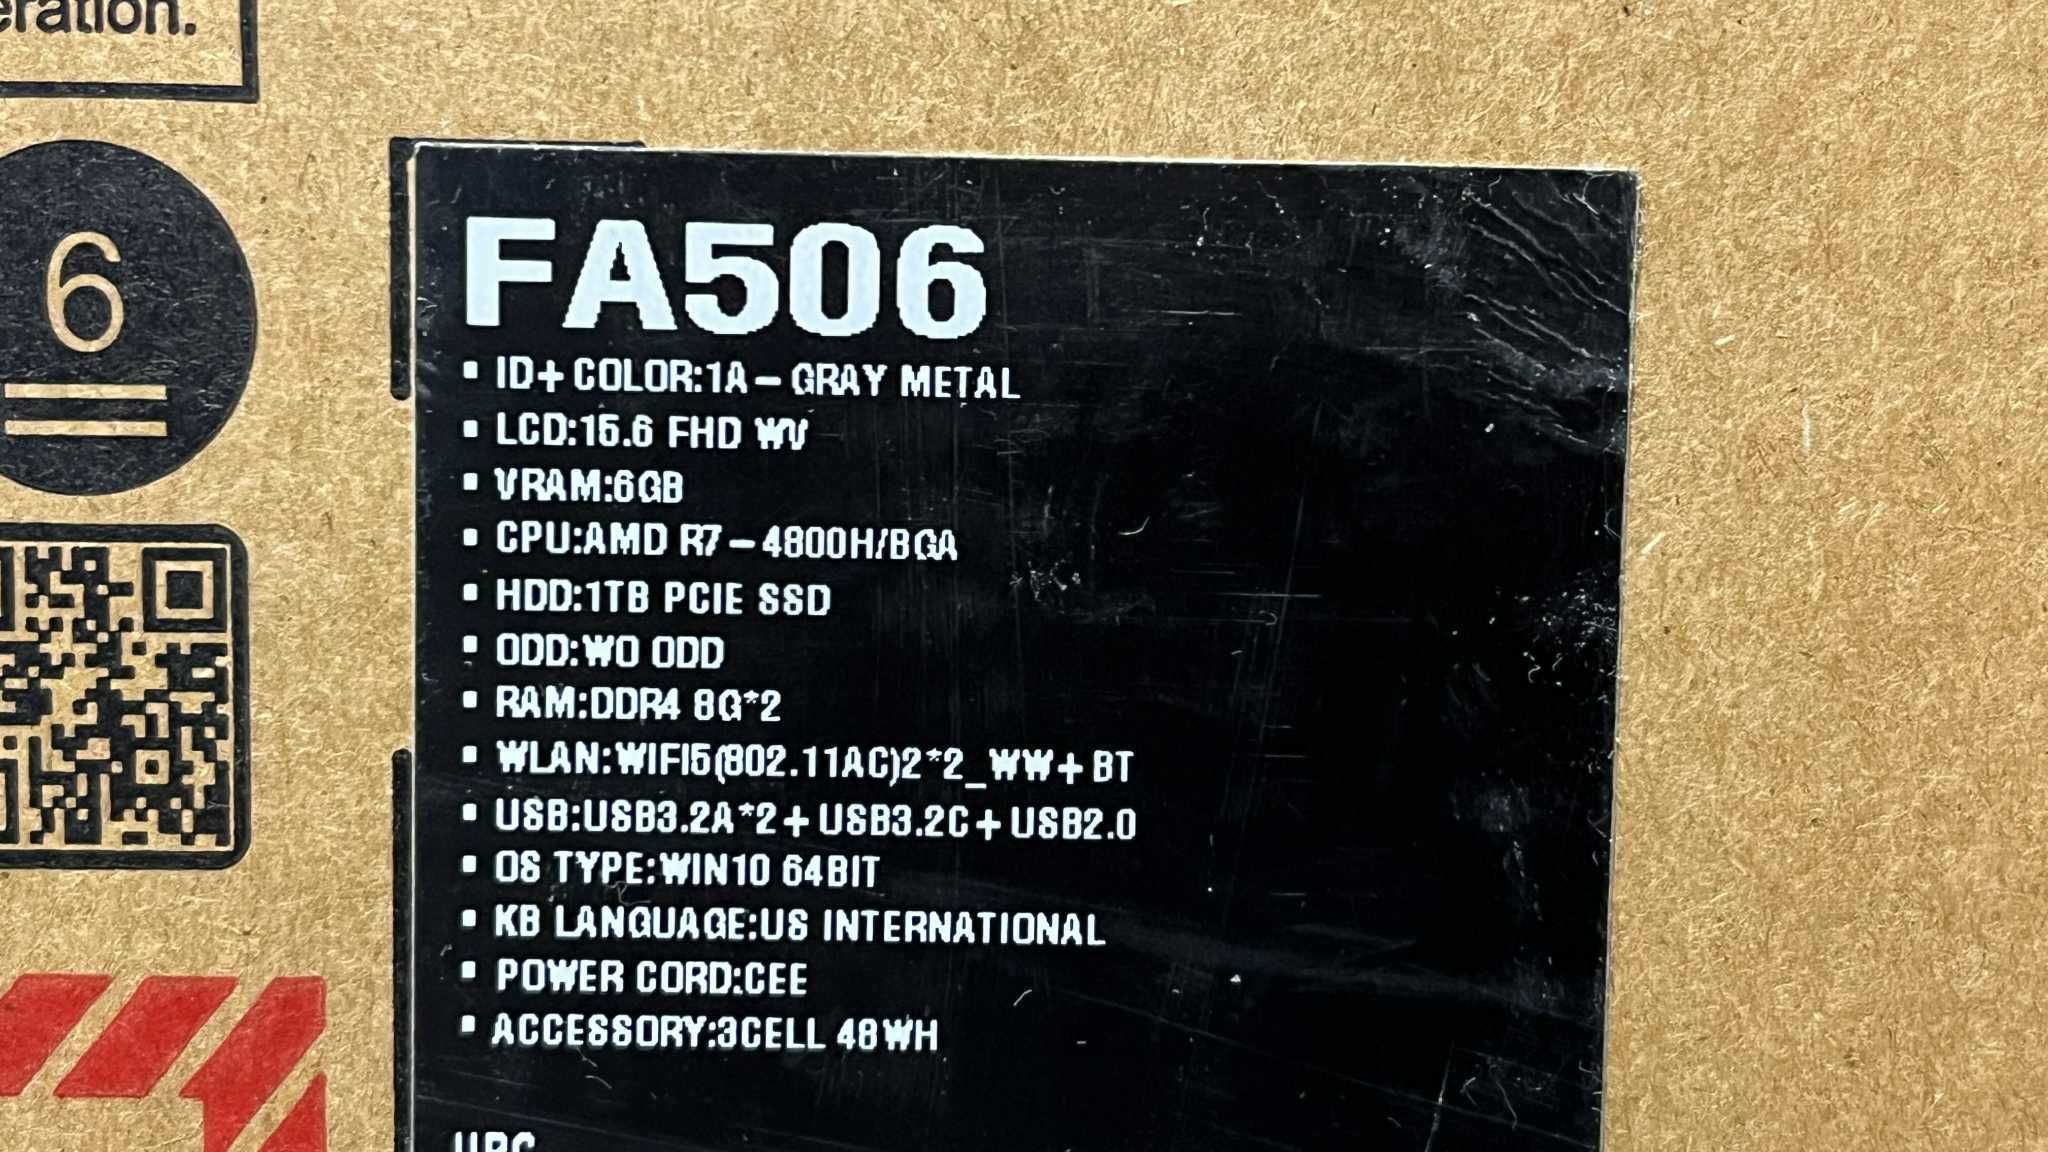 eration.
6
FA506
▪ ID+COLOR:1A-GRAY METAL
▪ LCD:15.6 FHD WV
▪ VRAM:6GB
▪ CPU:AMD R7-4800H/BGA
▪ HDD:1TB PCIE SSD
▪ ODD:WO ODD
▪ RAM:DDR4 8G*2
▪ WLAN:WIFI5(802.11AC)2*2_WW+BT
▪ USB:USB3.2A*2+USB3.2C+USB2.0
▪ OS TYPE:WIN10 64BIT
▪ KB LANGUAGE:US INTERNATIONAL
▪ POWER CORD:CEE
▪ ACCESSORY:3CELL 48WH